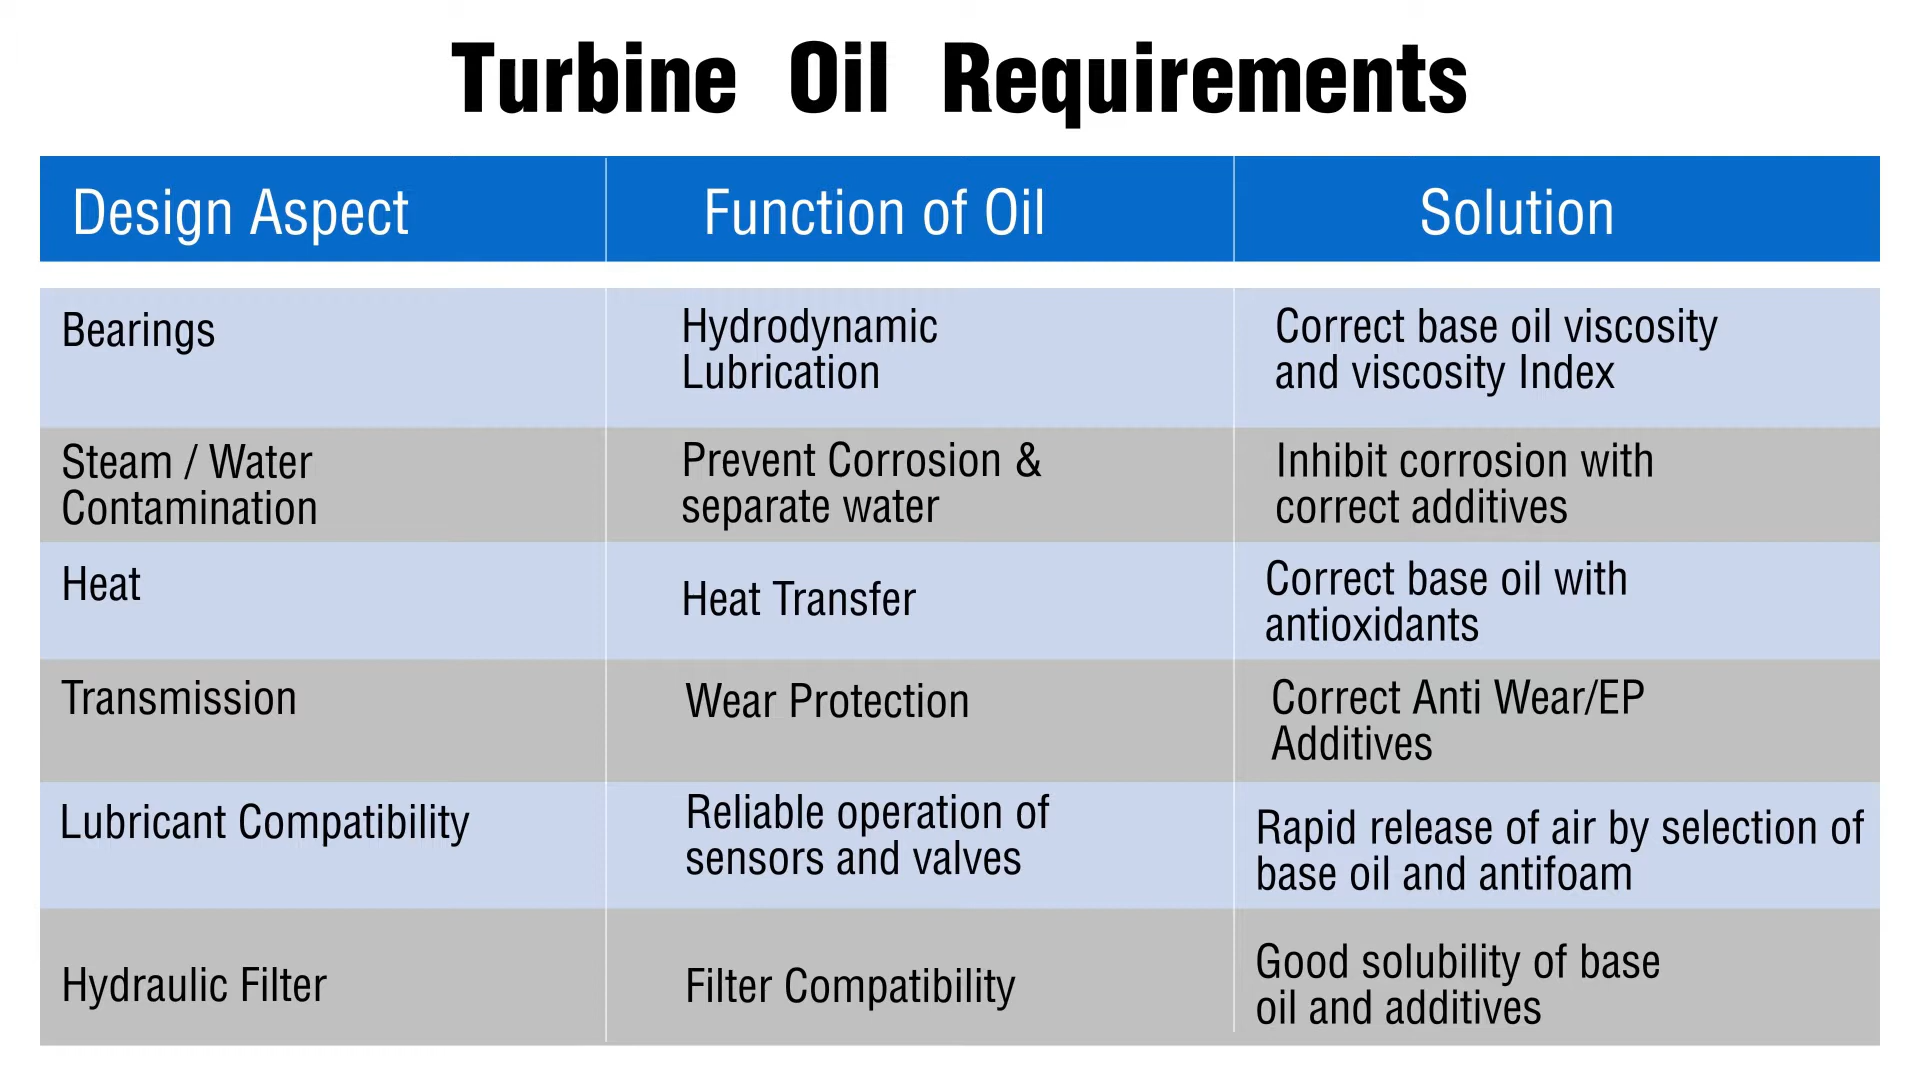 Turbine Oil Requirements
Design Aspect
Function of Oil
Solution
Bearings
Hydrodynamic
Lubrication
Correct base oil viscosity
and viscosity Index
Steam / Water
Contamination
Prevent Corrosion &
separate water
Inhibit corrosion with
correct additives
Heat
Heat Transfer
Correct base oil with
antioxidants
Transmission
Wear Protection
Correct Anti Wear/EP
Additives
Lubricant Compatibility
Reliable operation of
sensors and valves
Rapid release of air by selection of
base oil and antifoam
Hydraulic Filter
Filter Compatibility
Good solubility of base
oil and additives